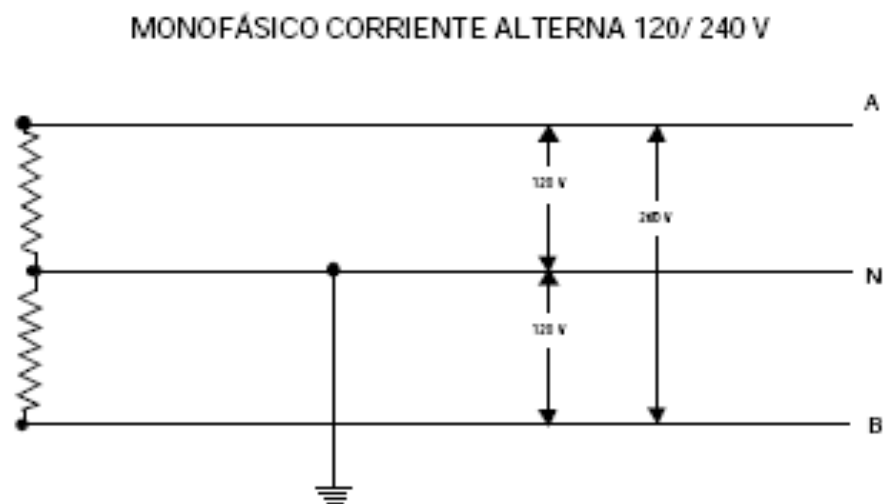 MONOFÁSICO CORRIENTE ALTERNA 120/ 240 V
A
120 V
240 V
N
120 V
B